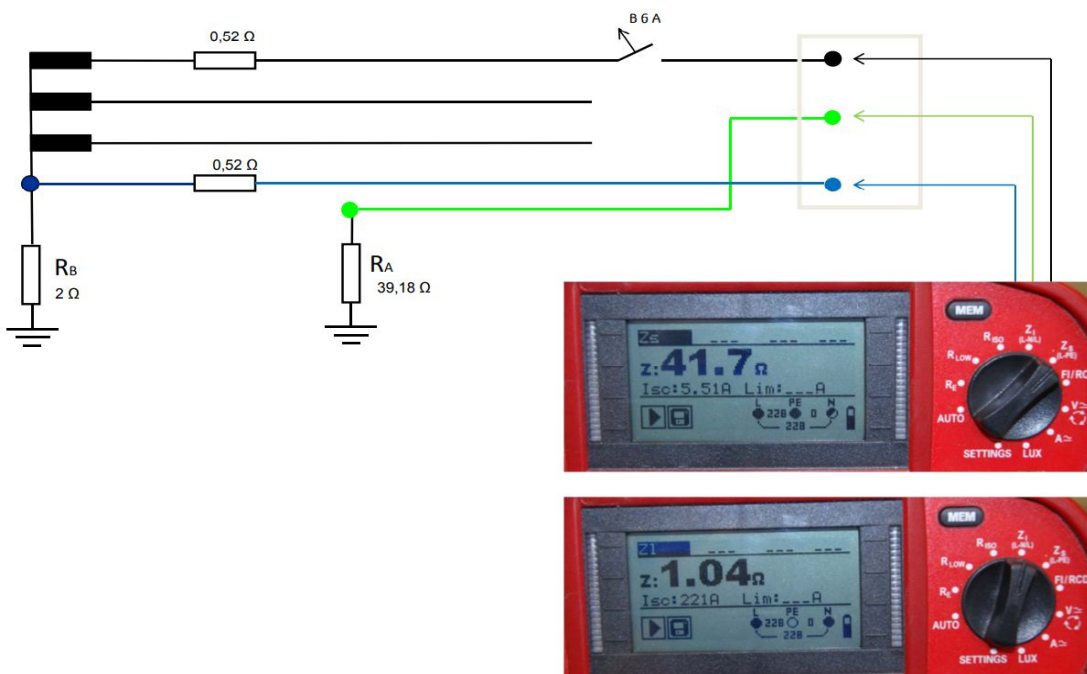 B 6 A
0,52 Ω
0,52 Ω
RB
2 Ω
RA
39,18 Ω
Zs --- --- ---
Z: 41.7Ω
Isc:5.51A Lim:___A
L PE N
228 0
228
MEM
RISO
ZI
(L-N/L)
ZS
(L-PE)
RLOW
FI/RCD
RE
V≃
AUTO
A≃
SETTINGS
LUX
ZI --- --- ---
Z: 1.04Ω
Isc:221A Lim:___A
L PE N
228 0
228
MEM
RISO
ZI
(L-N/L)
ZS
(L-PE)
RLOW
FI/RCD
RE
V≃
AUTO
A≃
SETTINGS
LUX